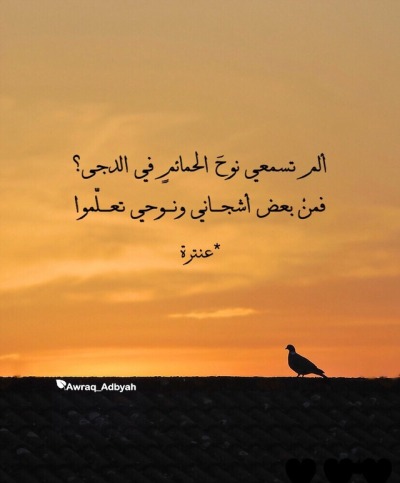 ألم تسمعي نوحَ الحمائمِ في الدجى؟
فمنْ بعض أشجاني ونوحي تعلّموا
*عنترة
Awraq_Adbyah